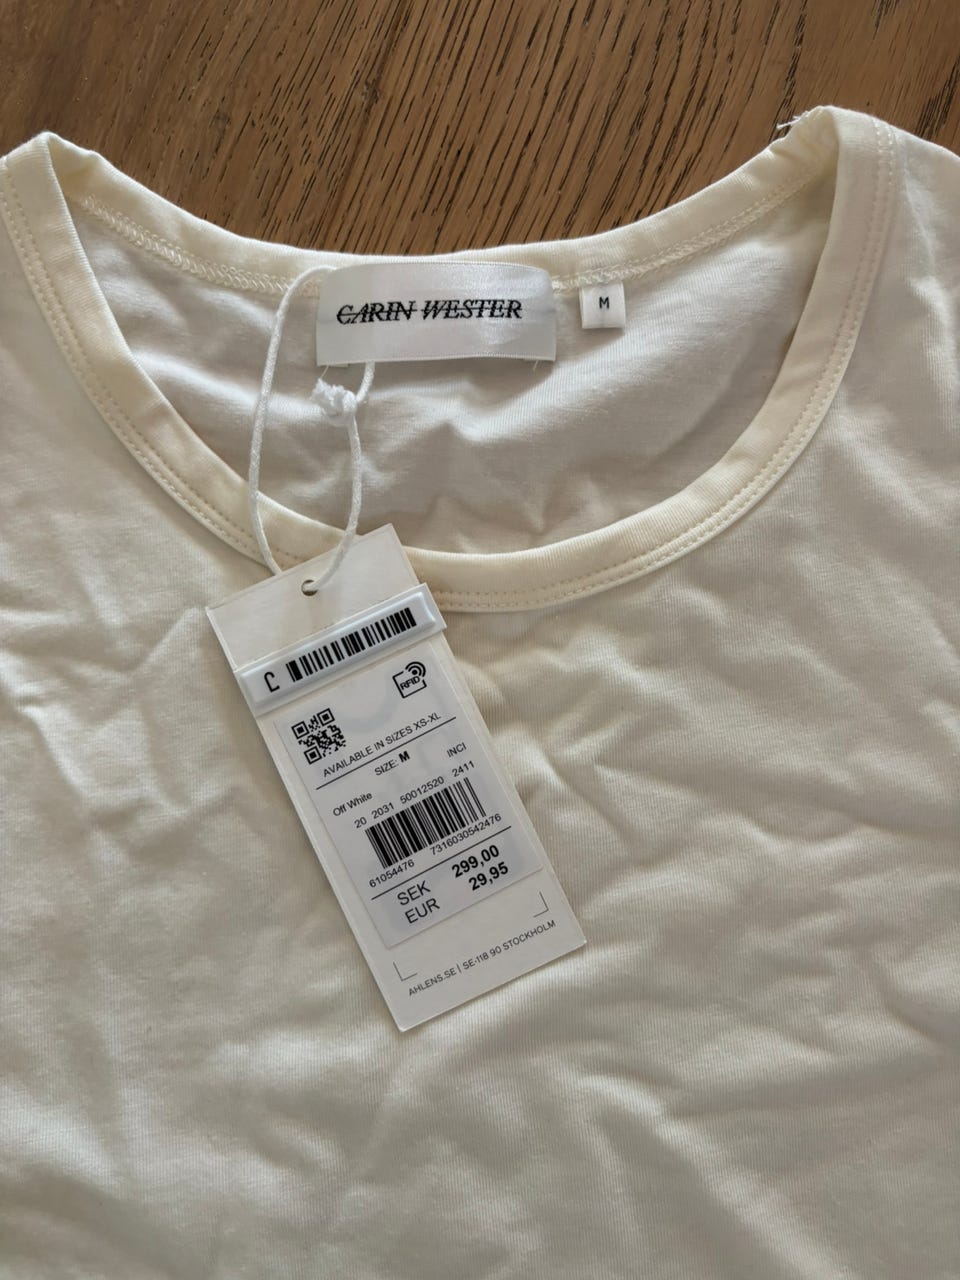 CARIN WESTER
M
RFID
AVAILABLE IN SIZES XS-XL
SIZE: M INCI
Off White
20 2031 50012520 2411
61054476 7316030542476
SEK 299,00
EUR 29,95
AHLENS.SE | SE-118 90 STOCKHOLM